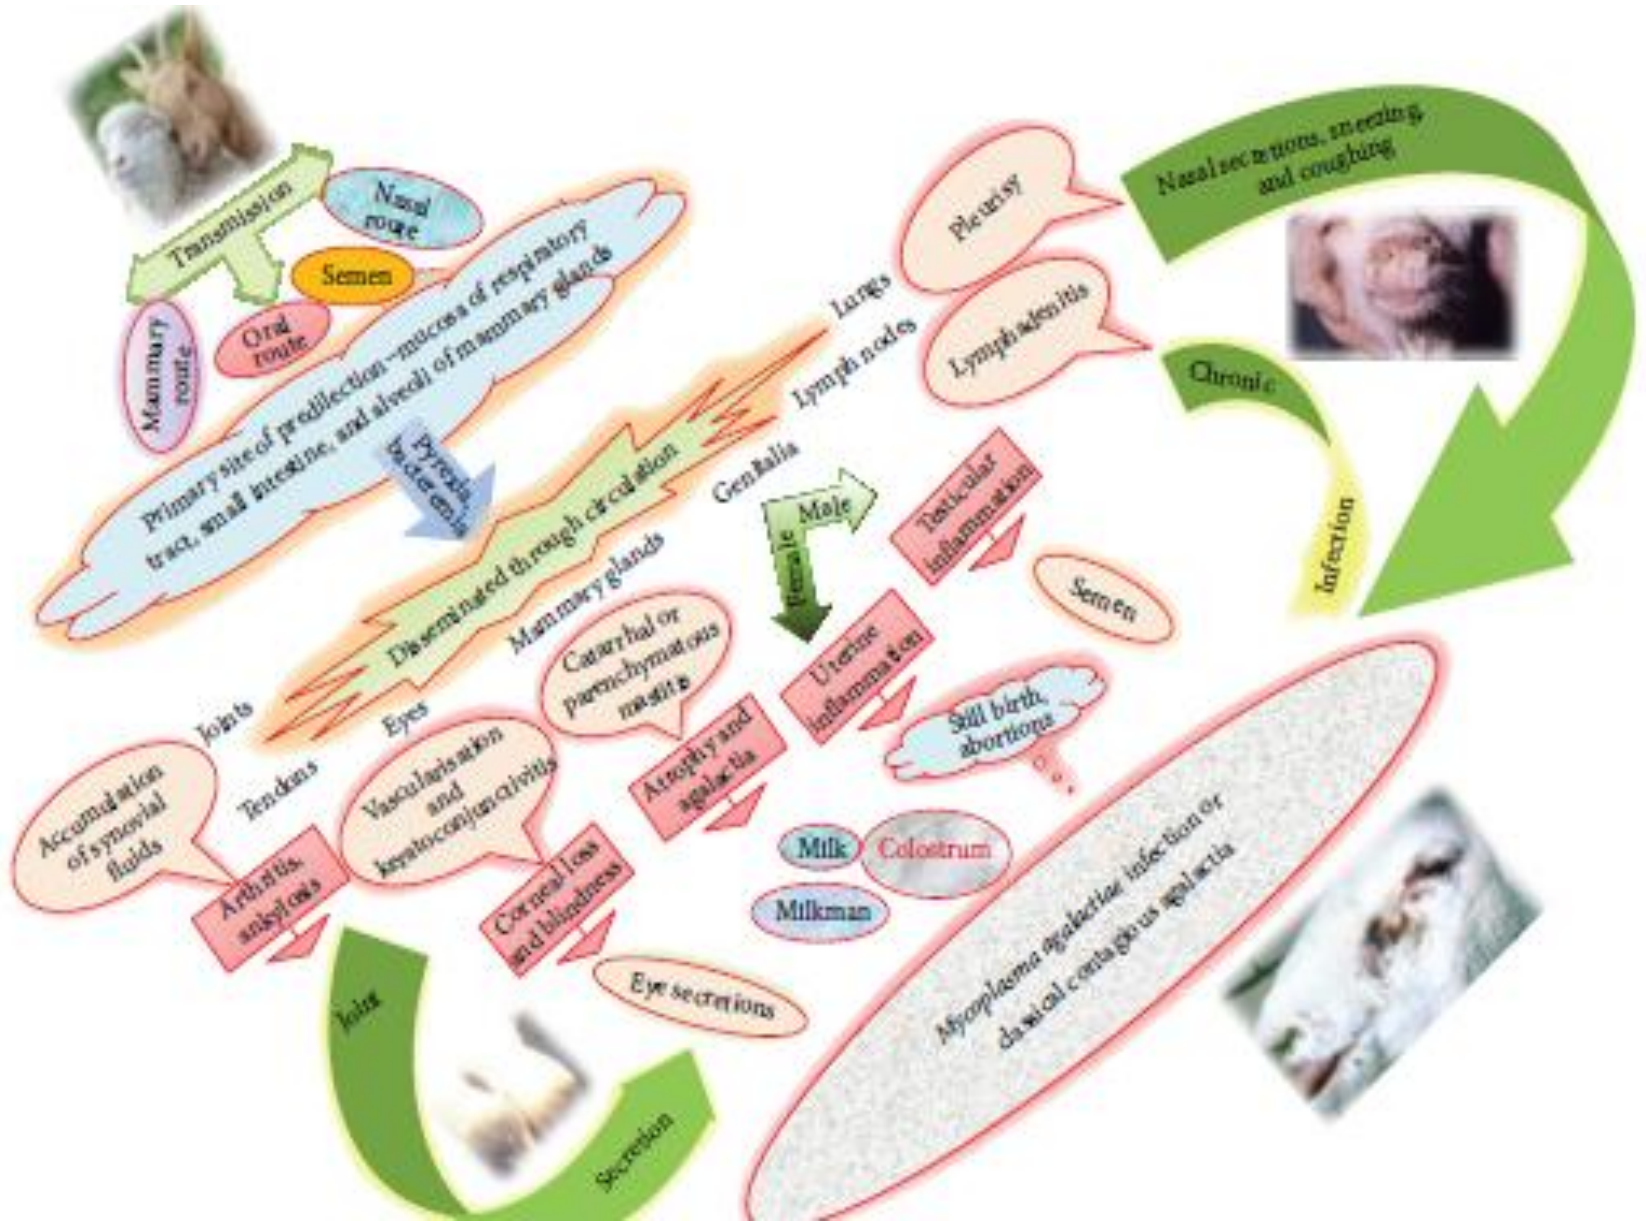 Transmission
Nasal
route
Semen
Oral
route
Mammary
route
Primary site of predilection –mucosa of respiratory
tract, small intestine, and alveoli of mammary glands
Pyrexia,
bacteremia
Disseminated through circulation
Lungs
Lymph nodes
Genitalia
Mammary glands
Eyes
Joints
Tendons
Pleurisy
Lymphadenitis
Nasal secretions, sneezing,
and coughing
Chronic
Infection
Male
Female
Testicular
inflammation
Semen
Uterine
inflammation
Still birth,
abortions
Catarrhal or
parenchymatous
mastitis
Atrophy and
agalactia
Milk
Colostrum
Milkman
Vascularisation
and
keratoconjunctivitis
Corneal loss
and blindness
Eye secretions
Accumulation
of synovial
fluids
Arthritis,
ankylosis
Joint
Secretion
Mycoplasma agalactiae infection or
classical contagious agalactia